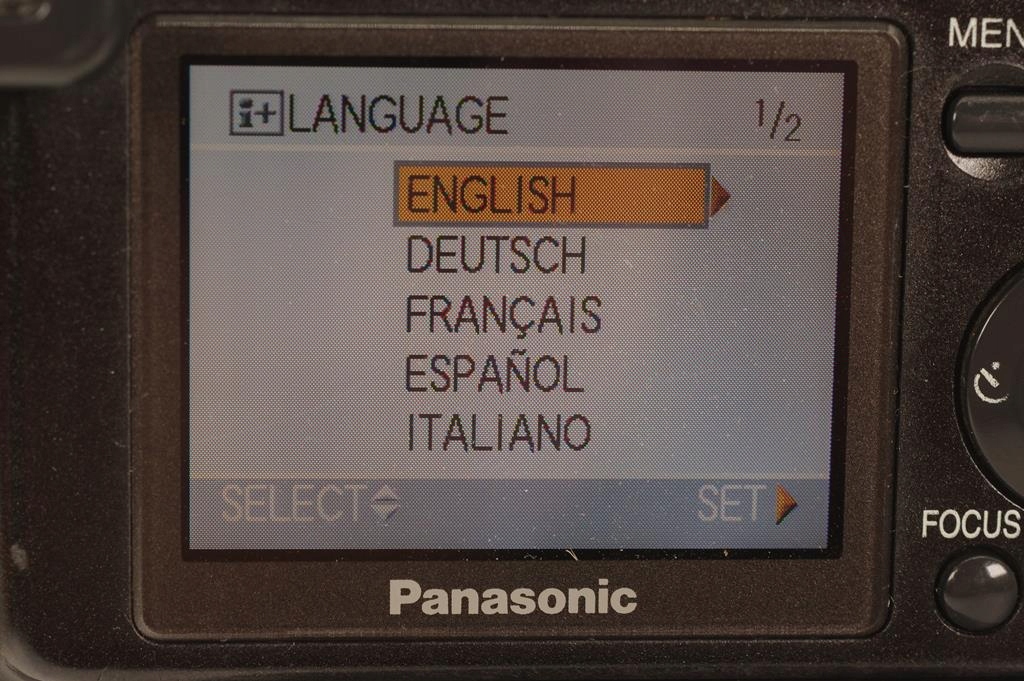 MEN
i+ LANGUAGE 1/2
ENGLISH
DEUTSCH
FRANÇAIS
ESPAÑOL
ITALIANO
SELECT SET
FOCUS
Panasonic